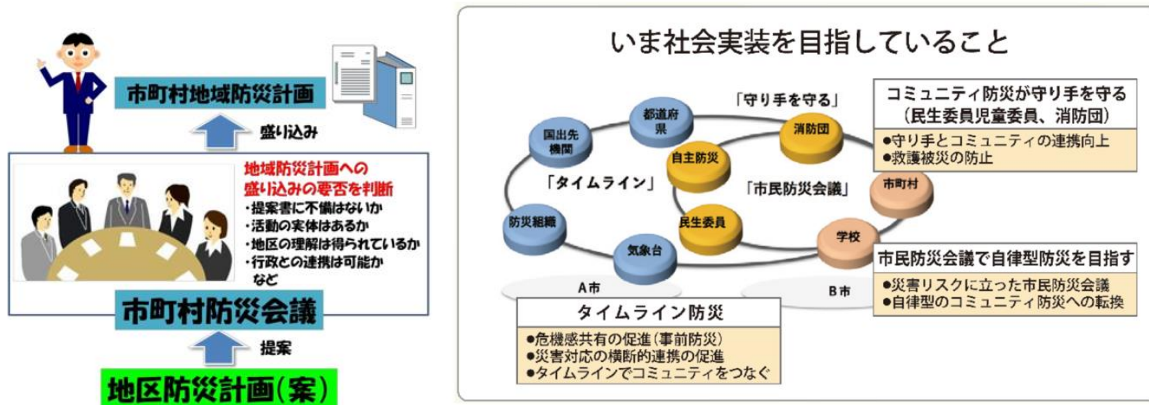 市町村地域防災計画
盛り込み
地域防災計画への
盛り込みの要否を判断
・提案書に不備はないか
・活動の実体はあるか
・地区の理解は得られているか
・行政との連携は可能か
など
市町村防災会議
提案
地区防災計画(案)
いま社会実装を目指していること
「守り手を守る」
都道府
県
国出先
機関
消防団
自主防災
「タイムライン」
「市民防災会議」
市町村
防災組織
民生委員
学校
気象台
A市
B市
コミュニティ防災が守り手を守る
(民生委員児童委員、消防団)
●守り手とコミュニティの連携向上
●救護被災の防止
市民防災会議で自律型防災を目指す
●災害リスクに立った市民防災会議
●自律型のコミュニティ防災への転換
タイムライン防災
●危機感共有の促進(事前防災)
●災害対応の横断的連携の促進
●タイムラインでコミュニティをつなぐ